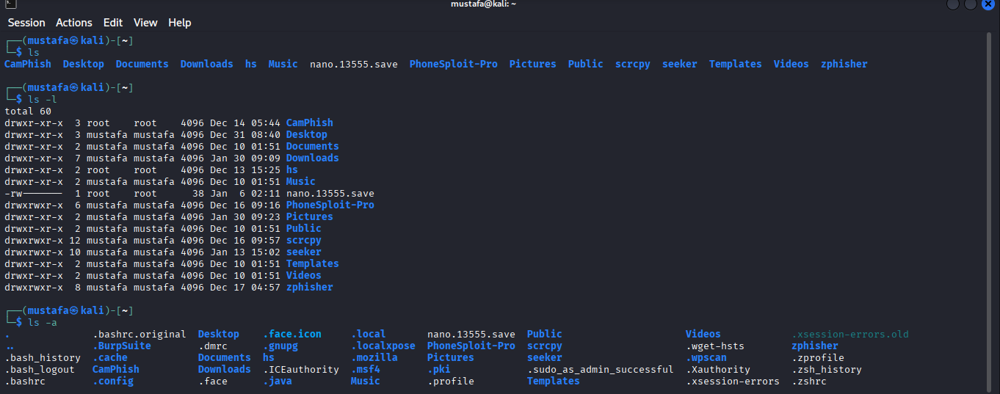 mustafa@kali: ~
Session Actions Edit View Help
┌──(mustafa㉿kali)-[~]
└─$ ls
CamPhish  Desktop  Documents  Downloads  hs  Music  nano.13555.save  PhoneSploit-Pro  Pictures  Public  scrcpy  seeker  Templates  Videos  zphisher
┌──(mustafa㉿kali)-[~]
└─$ ls -l
total 60
drwxr-xr-x  3 root    root    4096 Dec 14 05:44 CamPhish
drwxr-xr-x  3 mustafa mustafa 4096 Dec 31 08:40 Desktop
drwxr-xr-x  2 mustafa mustafa 4096 Dec 10 01:51 Documents
drwxr-xr-x  7 mustafa mustafa 4096 Jan 30 09:09 Downloads
drwxr-xr-x  2 root    root    4096 Dec 13 15:25 hs
drwxr-xr-x  2 mustafa mustafa 4096 Dec 10 01:51 Music
-rw-------  1 root    root      38 Jan  6 02:11 nano.13555.save
drwxrwxr-x  6 mustafa mustafa 4096 Dec 16 09:16 PhoneSploit-Pro
drwxr-xr-x  2 mustafa mustafa 4096 Jan 30 09:23 Pictures
drwxr-xr-x  2 mustafa mustafa 4096 Dec 10 01:51 Public
drwxrwxr-x 12 mustafa mustafa 4096 Dec 16 09:57 scrcpy
drwxrwxr-x 10 mustafa mustafa 4096 Jan 13 15:02 seeker
drwxr-xr-x  2 mustafa mustafa 4096 Dec 10 01:51 Templates
drwxr-xr-x  2 mustafa mustafa 4096 Dec 10 01:51 Videos
drwxrwxr-x  8 mustafa mustafa 4096 Dec 17 04:57 zphisher
┌──(mustafa㉿kali)-[~]
└─$ ls -a
.              .bashrc.original  Desktop    .face.icon    .local       nano.13555.save  Public                     Videos           .xsession-errors.old
..             .BurpSuite        .dmrc      .gnupg        .localxpose  PhoneSploit-Pro  scrcpy                     .wget-hsts       zphisher
.bash_history  .cache            Documents  hs            .mozilla     Pictures         seeker                     .wpscan          .zprofile
.bash_logout   CamPhish          Downloads  .ICEauthority .msf4        .pki             .sudo_as_admin_successful  .Xauthority      .zsh_history
.bashrc        .config           .face      .java         Music        .profile         Templates                  .xsession-errors .zshrc